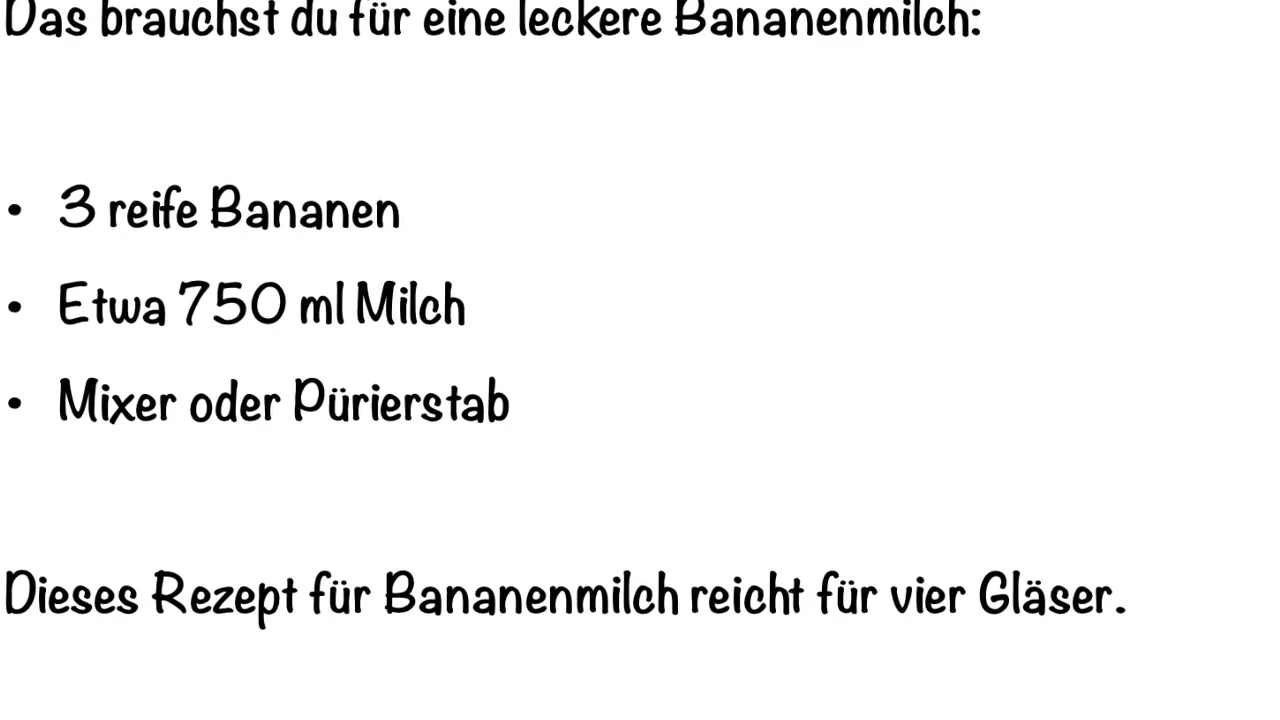 Das brauchst du für eine leckere Bananenmilch:
• 3 reife Bananen
• Etwa 750 ml Milch
• Mixer oder Pürierstab
Dieses Rezept für Bananenmilch reicht für vier Gläser.